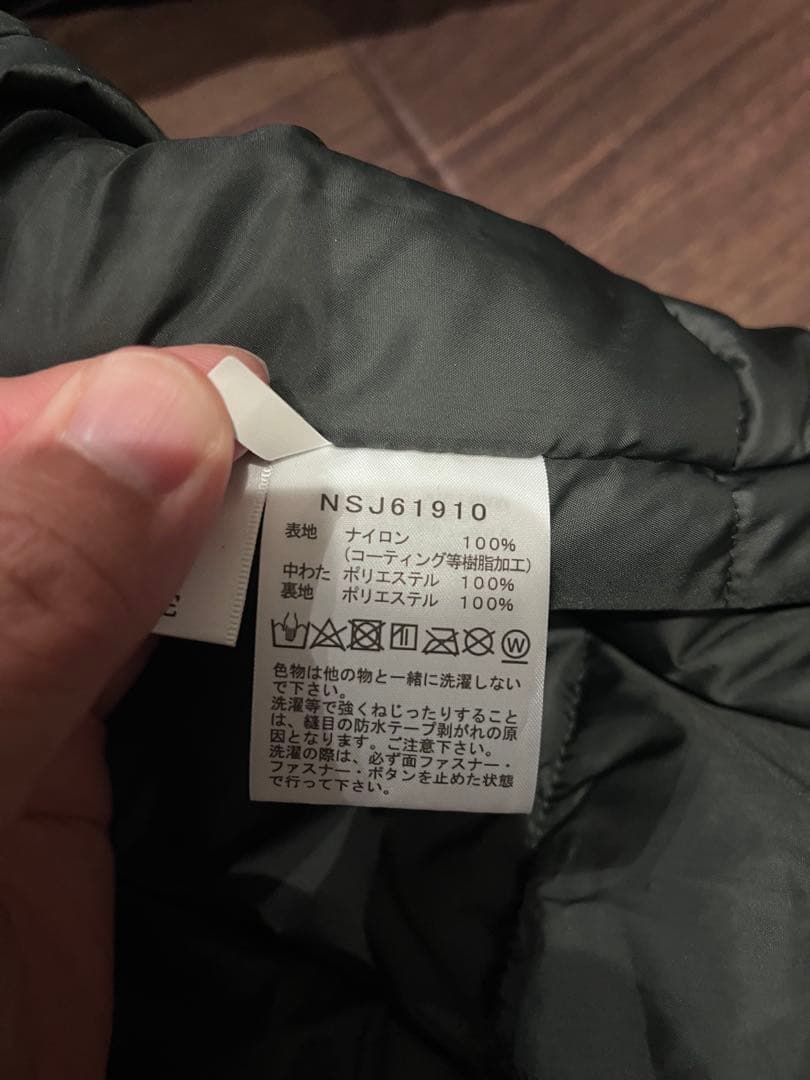 NSJ61910
表地 ナイロン 100%
(コーティング等樹脂加工)
中わた ポリエステル 100%
裏地 ポリエステル 100%
W
色物は他の物と一緒に洗濯しない
で下さい。
洗濯等で強くねじったりすること
は、縫目の防水テープ剥がれの原
因となります。ご注意下さい。
洗濯の際は、必ず面ファスナー・
ファスナー・ボタンを止めた状態
で行って下さい。
E